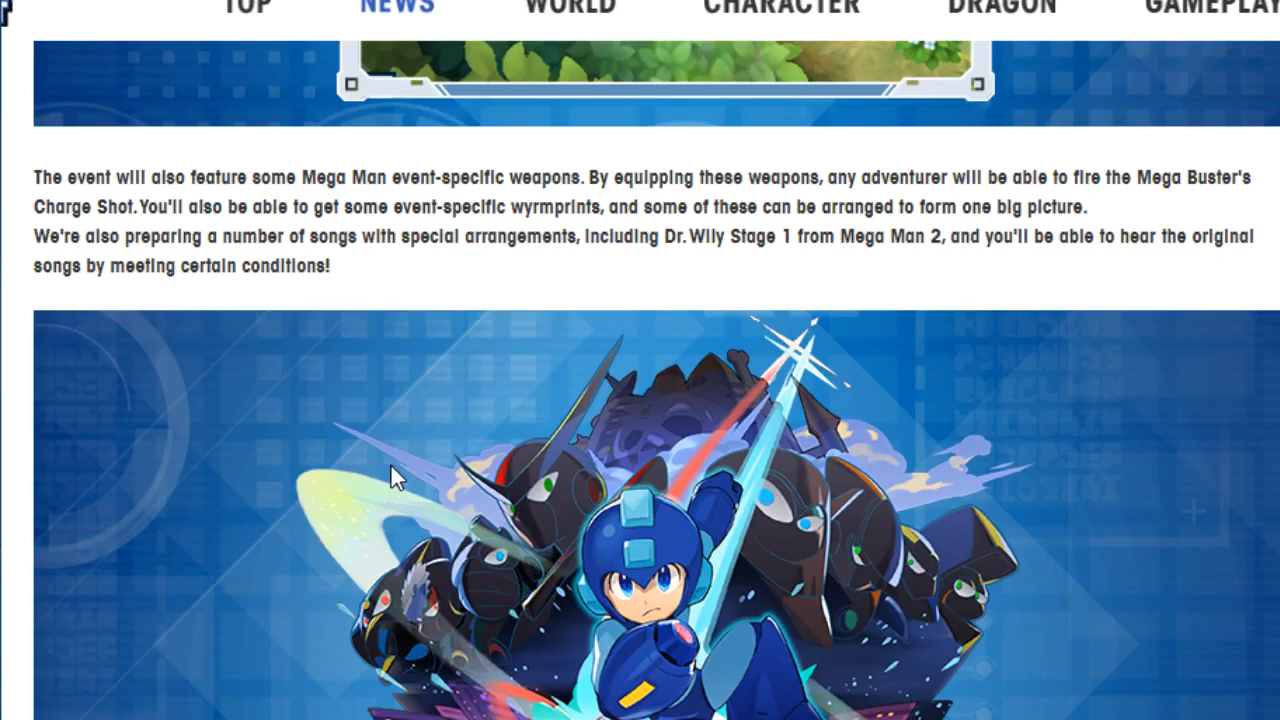 TOP NEWS WORLD CHARACTER DRAGON GAMEPLAY
The event will also feature some Mega Man event-specific weapons. By equipping these weapons, any adventurer will be able to fire the Mega Buster's
Charge Shot. You'll also be able to get some event-specific wyrmprints, and some of these can be arranged to form one big picture.
We're also preparing a number of songs with special arrangements, including Dr. Wily Stage 1 from Mega Man 2, and you'll be able to hear the original
songs by meeting certain conditions!